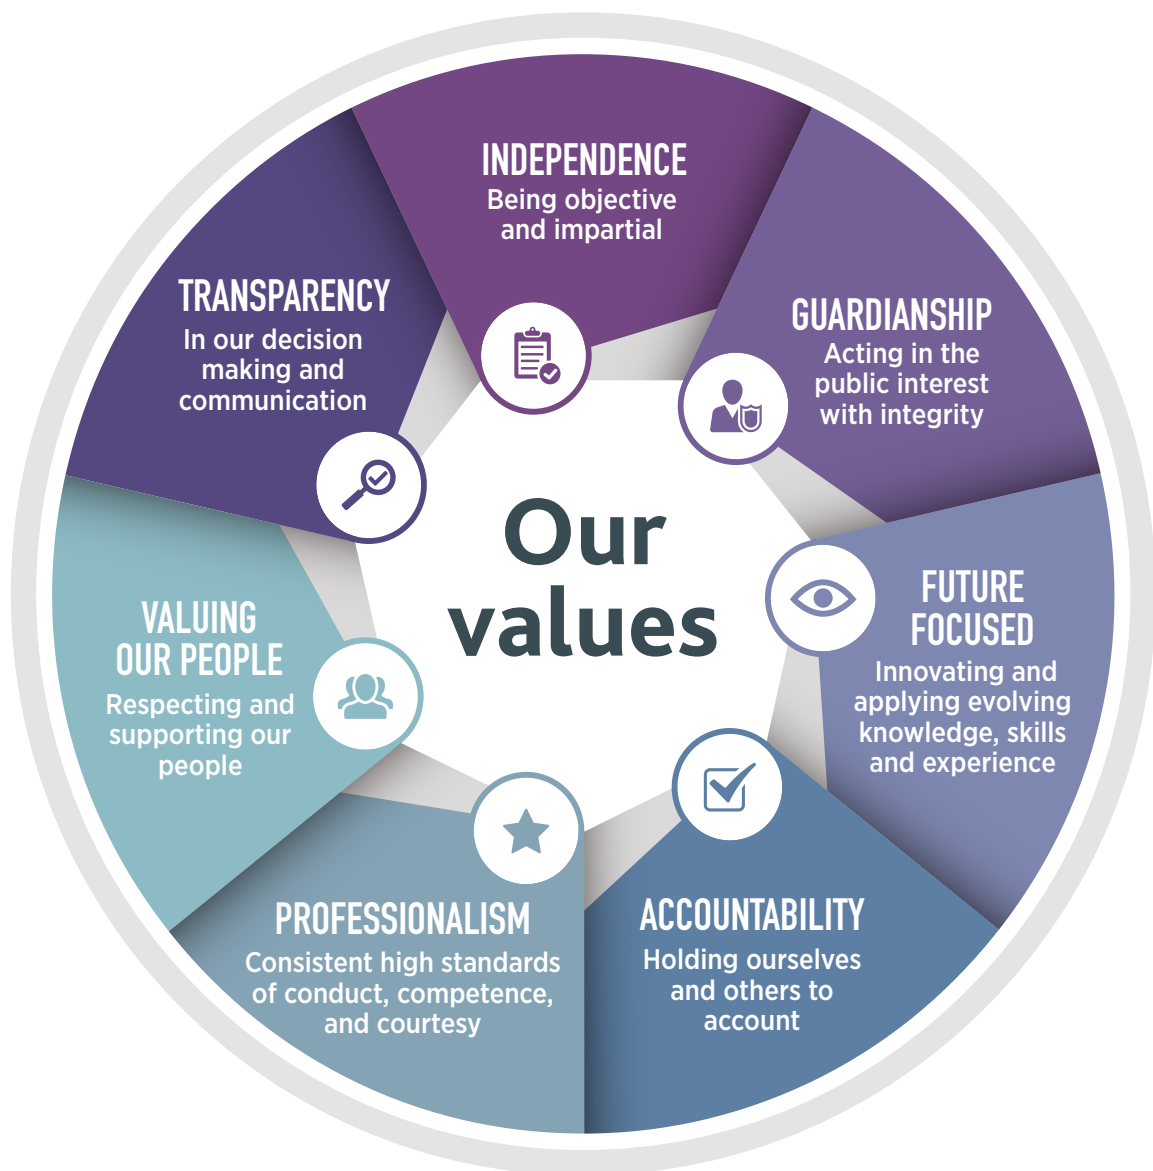 INDEPENDENCE
Being objective
and impartial
GUARDIANSHIP
Acting in the
public interest
with integrity
FUTURE
FOCUSED
Innovating and
applying evolving
knowledge, skills
and experience
ACCOUNTABILITY
Holding ourselves
and others to
account
PROFESSIONALISM
Consistent high standards
of conduct, competence,
and courtesy
VALUING
OUR PEOPLE
Respecting and
supporting our
people
TRANSPARENCY
In our decision
making and
communication
Our
values